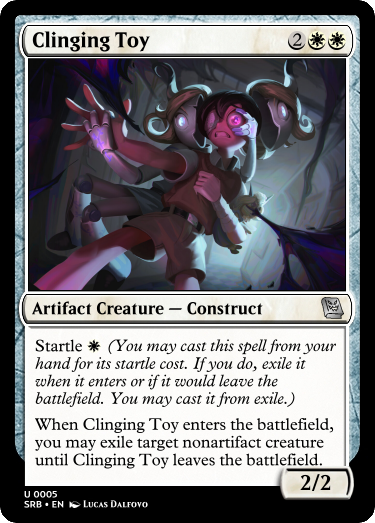 Clinging Toy 2
Artifact Creature — Construct
Startle (You may cast this spell from your
hand for its startle cost. If you do, exile it
when it enters or if it would leave the
battlefield. You may cast it from exile.)
When Clinging Toy enters the battlefield,
you may exile target nonartifact creature
until Clinging Toy leaves the battlefield.
2/2
U 0005
SRB • EN Lucas Dalfovo